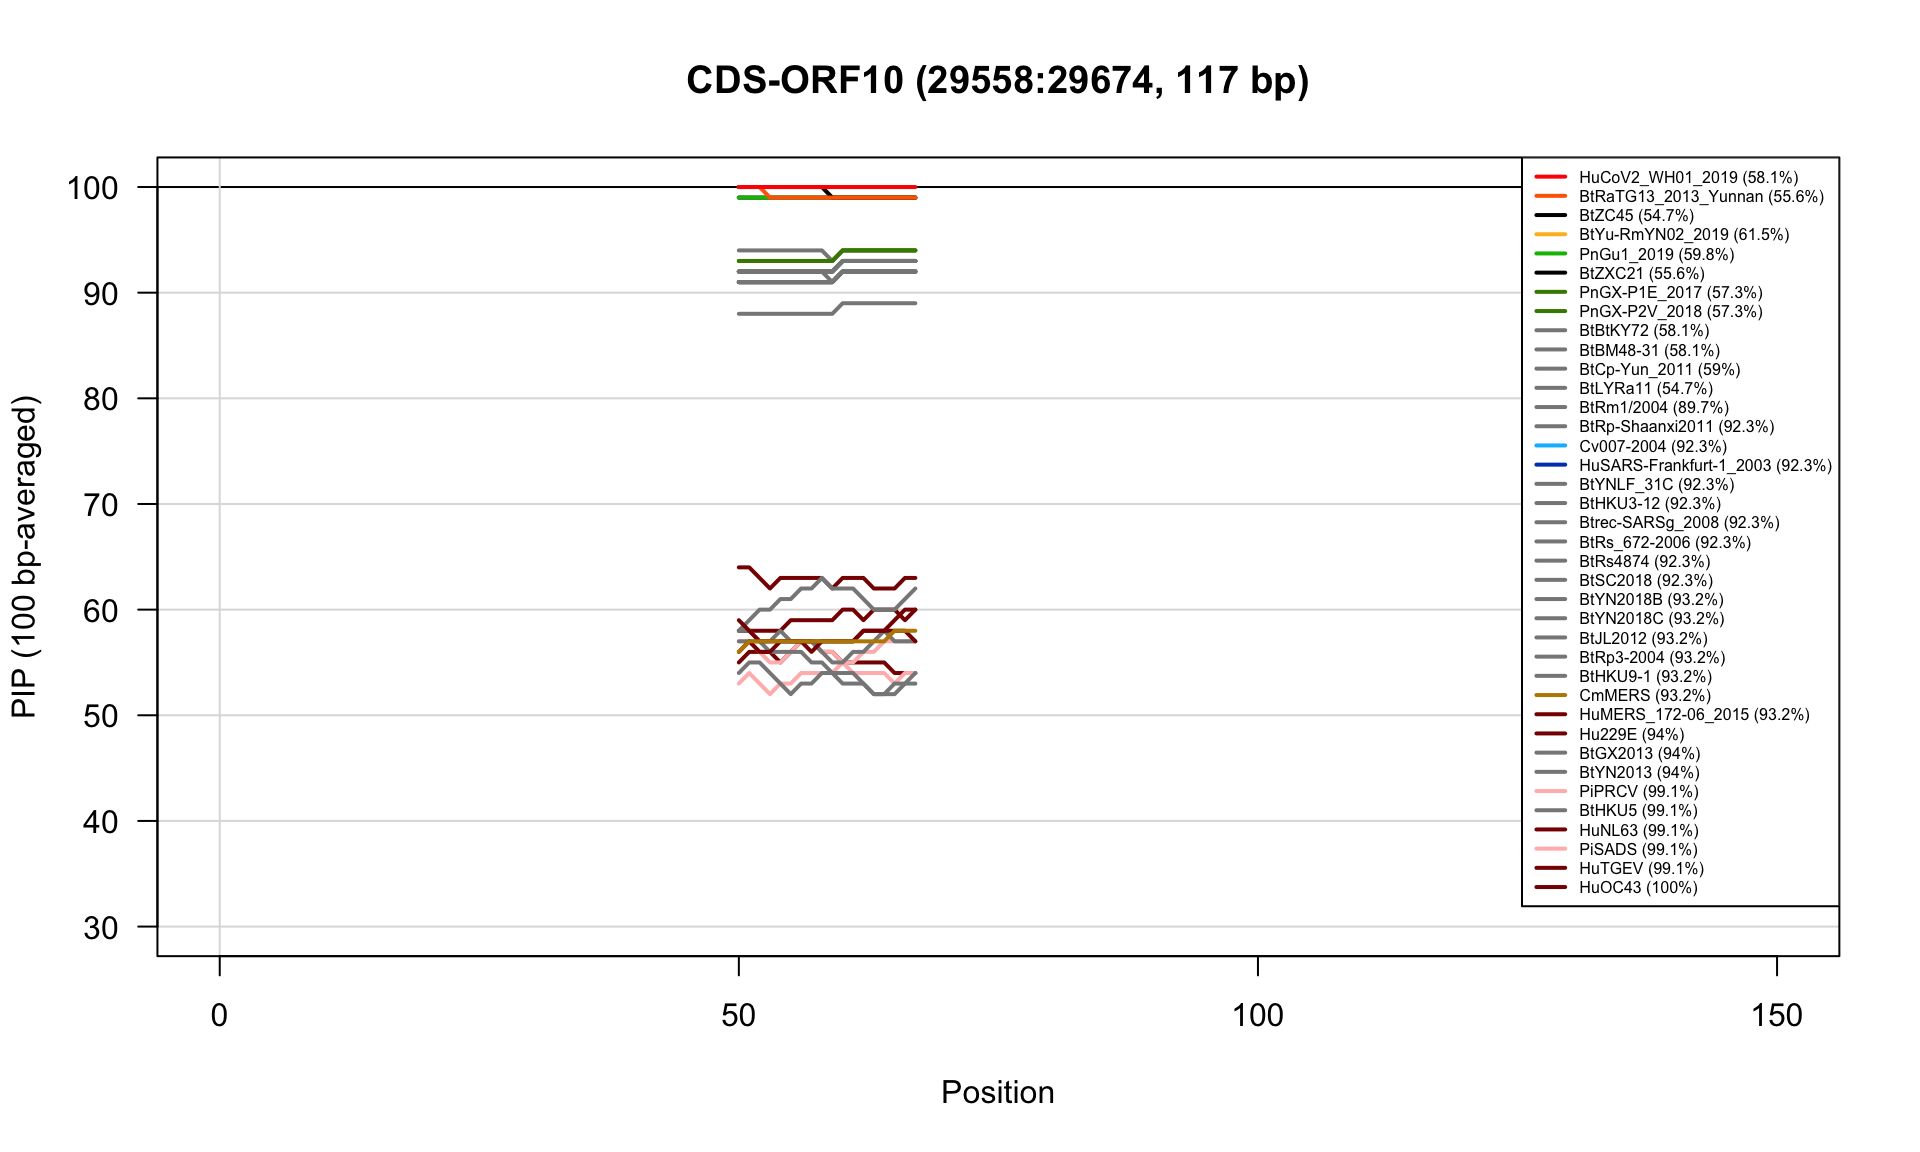 CDS-ORF10 (29558:29674, 117 bp)
PIP (100 bp-averaged)
100
90
80
70
60
50
40
30
HuCoV2_WH01_2019 (58.1%)
BtRaTG13_2013_Yunnan (55.6%)
BtZC45 (54.7%)
BtYu-RmYN02_2019 (61.5%)
PnGu1_2019 (59.8%)
BtZXC21 (55.6%)
PnGX-P1E_2017 (57.3%)
PnGX-P2V_2018 (57.3%)
BtBtKY72 (58.1%)
BtBM48-31 (58.1%)
BtCp-Yun_2011 (59%)
BtLYRa11 (54.7%)
BtRm1/2004 (89.7%)
BtRp-Shaanxi2011 (92.3%)
Cv007-2004 (92.3%)
HuSARS-Frankfurt-1_2003 (92.3%)
BtYNLF_31C (92.3%)
BtHKU3-12 (92.3%)
Btrec-SARSg_2008 (92.3%)
BtRs_672-2006 (92.3%)
BtRs4874 (92.3%)
BtSC2018 (92.3%)
BtYN2018B (93.2%)
BtYN2018C (93.2%)
BtJL2012 (93.2%)
BtRp3-2004 (93.2%)
BtHKU9-1 (93.2%)
CmMERS (93.2%)
HuMERS_172-06_2015 (93.2%)
Hu229E (94%)
BtGX2013 (94%)
BtYN2013 (94%)
PiPRCV (99.1%)
BtHKU5 (99.1%)
HuNL63 (99.1%)
PiSADS (99.1%)
HuTGEV (99.1%)
HuOC43 (100%)
0
50
100
150
Position